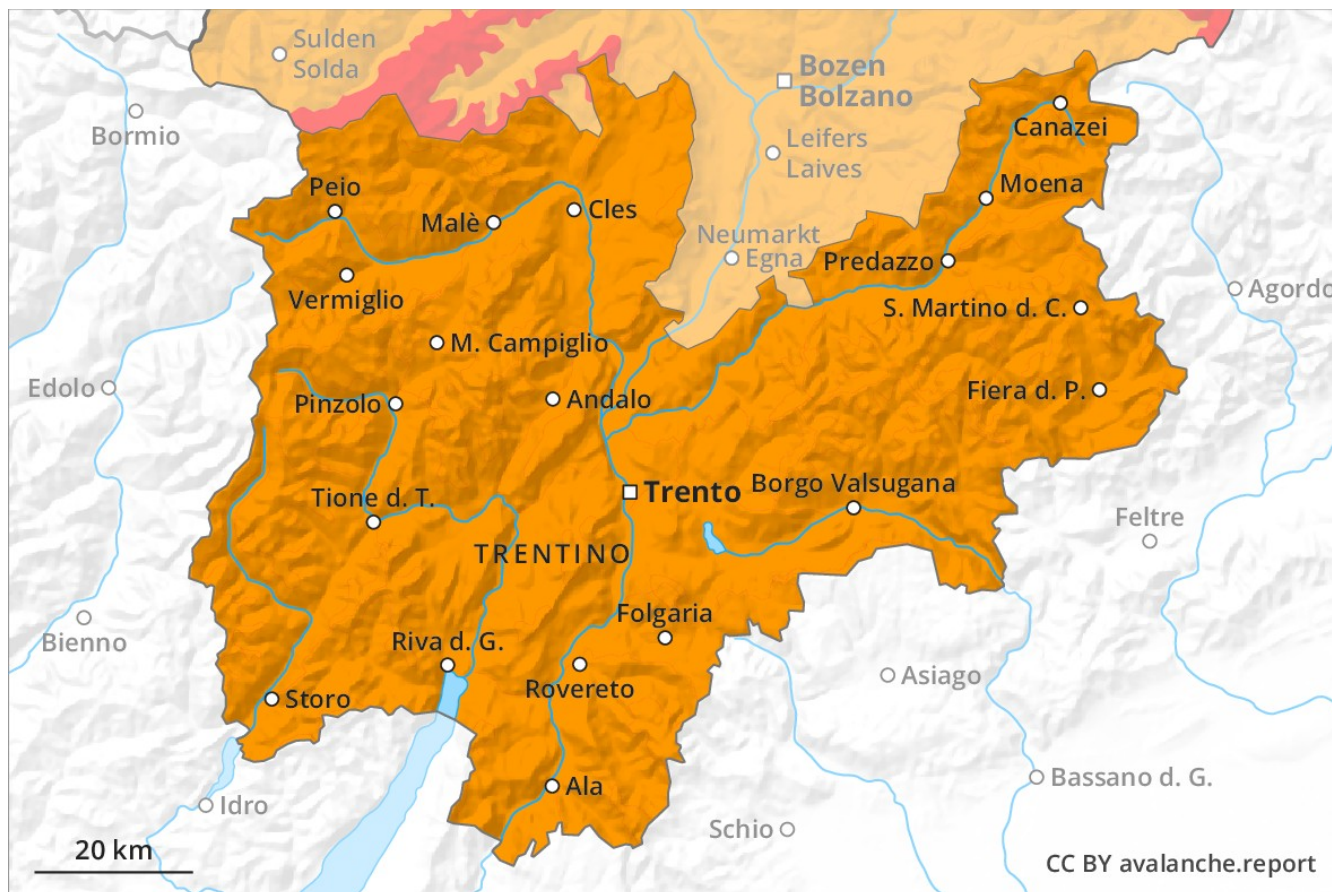 Sulden
Solda
Bozen
Bolzano
Bormio
Canazei
Leifers
Laives
Peio
Moena
Malè
Cles
Neumarkt
Egna
Predazzo
Vermiglio
Agordo
S. Martino d. C.
M. Campiglio
Edolo
Pinzolo
Andalo
Fiera d. P.
Trento
Borgo Valsugana
Tione d. T.
Feltre
TRENTINO
Folgaria
Bienno
Riva d. G.
Asiago
Rovereto
Storo
Bassano d. G.
Ala
Idro
Schio
20 km
CC BY avalanche.report